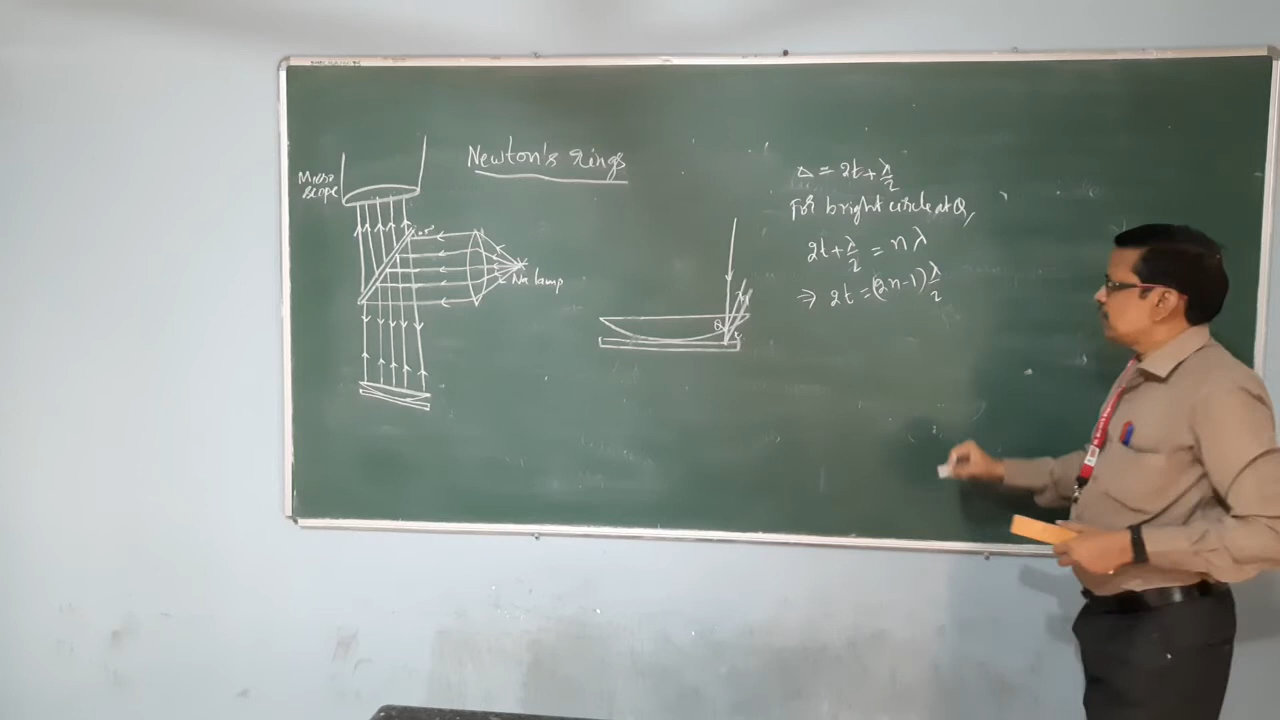 Newton's rings
Micro
scope
Na lamp
Δ = 2t + λ/2
For bright circle at Q,
2t + λ/2 = nλ
⇒ 2t = (2n-1) λ/2
Q
t